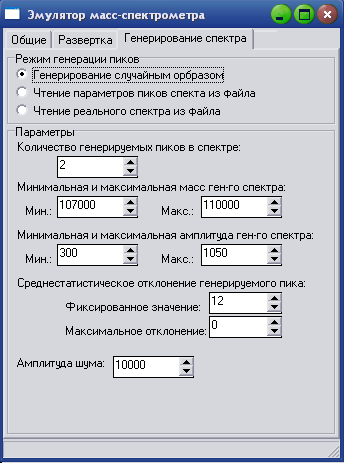 Эмулятор масс-спектрометра
Общие Развертка Генерирование спектра
Режим генерации пиков
Генерирование случайным орбразом
Чтение параметров пиков спекта из файла
Чтение реального спектра из файла
Параметры
Количество генерируемых пиков в спектре:
2
Минимальная и максимальная масс ген-го спектра:
Мин.: 107000 Макс.: 110000
Минимальная и максимальная амплитуда ген-го спектра:
Мин.: 300 Макс.: 1050
Среднестатистическое отклонение генерируемого пика:
Фиксированное значение: 12
Максимальное отклонение: 0
Амплитуда шума: 10000